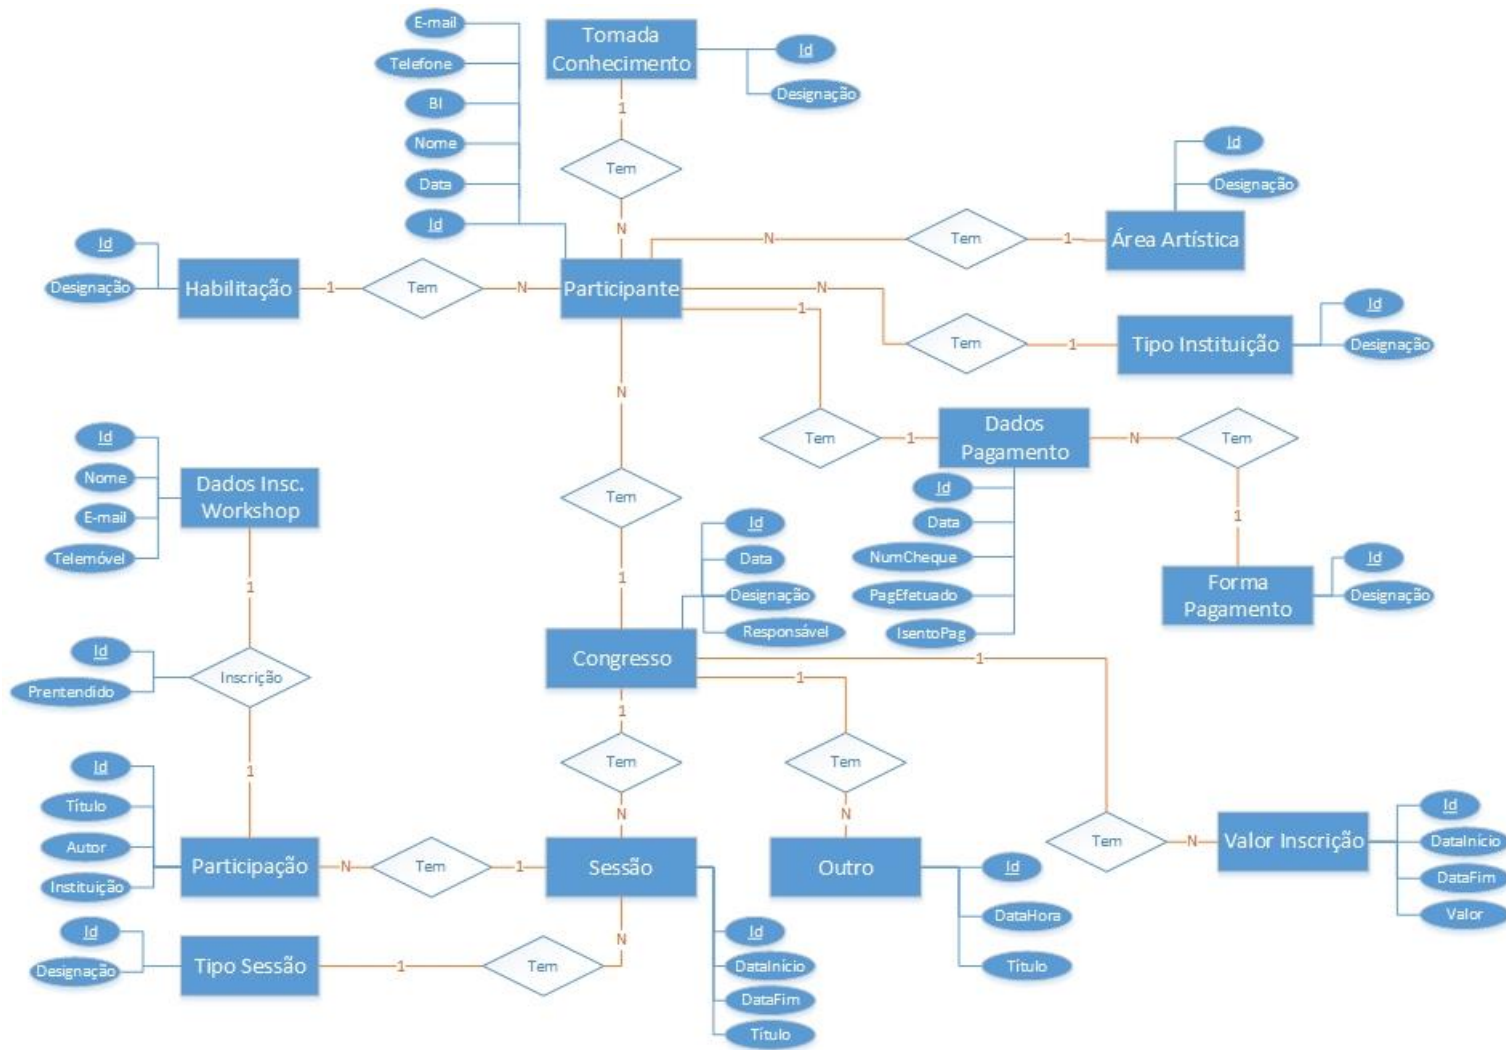 E-mail
Telefone
BI
Nome
Data
Id
Tomada
Conhecimento
Id
Designação
1
Tem
N
Id
Designação
Área Artística
1
Tem
N
Id
Designação
Habilitação
1
Tem
N
Participante
N
Tem
1
Tipo Instituição
Id
Designação
1
Tem
1
Dados
Pagamento
N
Tem
1
Forma
Pagamento
Id
Designação
Id
Data
NumCheque
PagEfetuado
IsentoPag
N
Tem
1
Id
Data
Designação
Responsável
Congresso
Id
Nome
E-mail
Telemóvel
Dados Insc.
Workshop
1
Id
Prentendido
Inscrição
1
Id
Título
Autor
Instituição
Participação
N
Tem
1
Sessão
1
Tem
N
1
Tem
N
Outro
Id
DataHora
Título
1
Tem
N
Valor Inscrição
Id
DataInício
DataFim
Valor
Id
Designação
Tipo Sessão
1
Tem
N
Id
DataInício
DataFim
Título